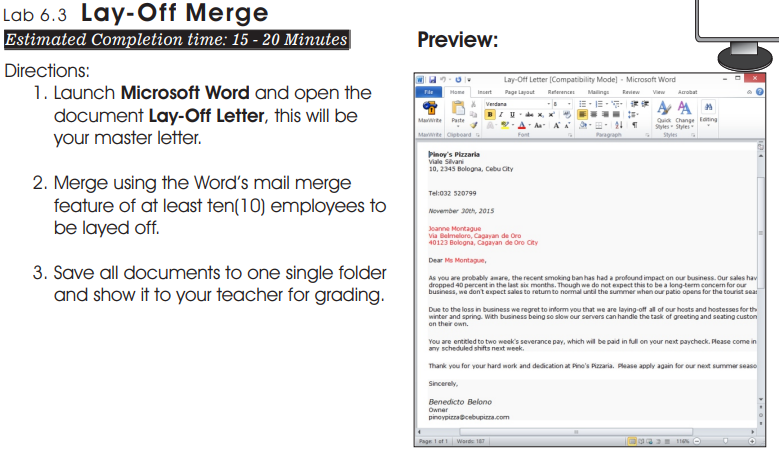 Lab 6.3 Lay-Off Merge
Estimated Completion time: 15 - 20 Minutes
Directions:
1. Launch Microsoft Word and open the
document Lay-Off Letter, this will be
your master letter.
2. Merge using the Word's mail merge
feature of at least ten(10) employees to
be layed off.
3. Save all documents to one single folder
and show it to your teacher for grading.
Preview:
Lay-Off Letter [Compatibility Mode] - Microsoft Word
File Home Insert Page Layout References Mailings Review View Acrobat
Verdana 8
MaxWrite Paste Quick Change Editing
Styles Styles
MaxWrite Clipboard Font Paragraph Styles
Pinoy's Pizzaria
Viale Silvani
10, 2345 Bologna, Cebu City
Tel:032 520799
November 30th, 2015
Joanne Montague
Via Belmeloro, Cagayan de Oro
40123 Bologna, Cagayan de Oro City
Dear Ms Montague,
As you are probably aware, the recent smoking ban has had a profound impact on our business. Our sales hav
dropped 40 percent in the last six months. Though we do not expect this to be a long-term concern for our
business, we don't expect sales to return to normal until the summer when our patio opens for the tourist seas
Due to the loss in business we regret to inform you that we are laying-off all of our hosts and hostesses for the
winter and spring. With business being so slow our servers can handle the task of greeting and seating custom
on their own.
You are entitled to two week's severance pay, which will be paid in full on your next paycheck. Please come in
any scheduled shifts next week.
Thank you for your hard work and dedication at Pino's Pizzaria. Please apply again for our next summer seaso
Sincerely,
Benedicto Belono
Owner
pinoypizza@cebupizza.com
Page: 1 of 1 Words: 187 116%